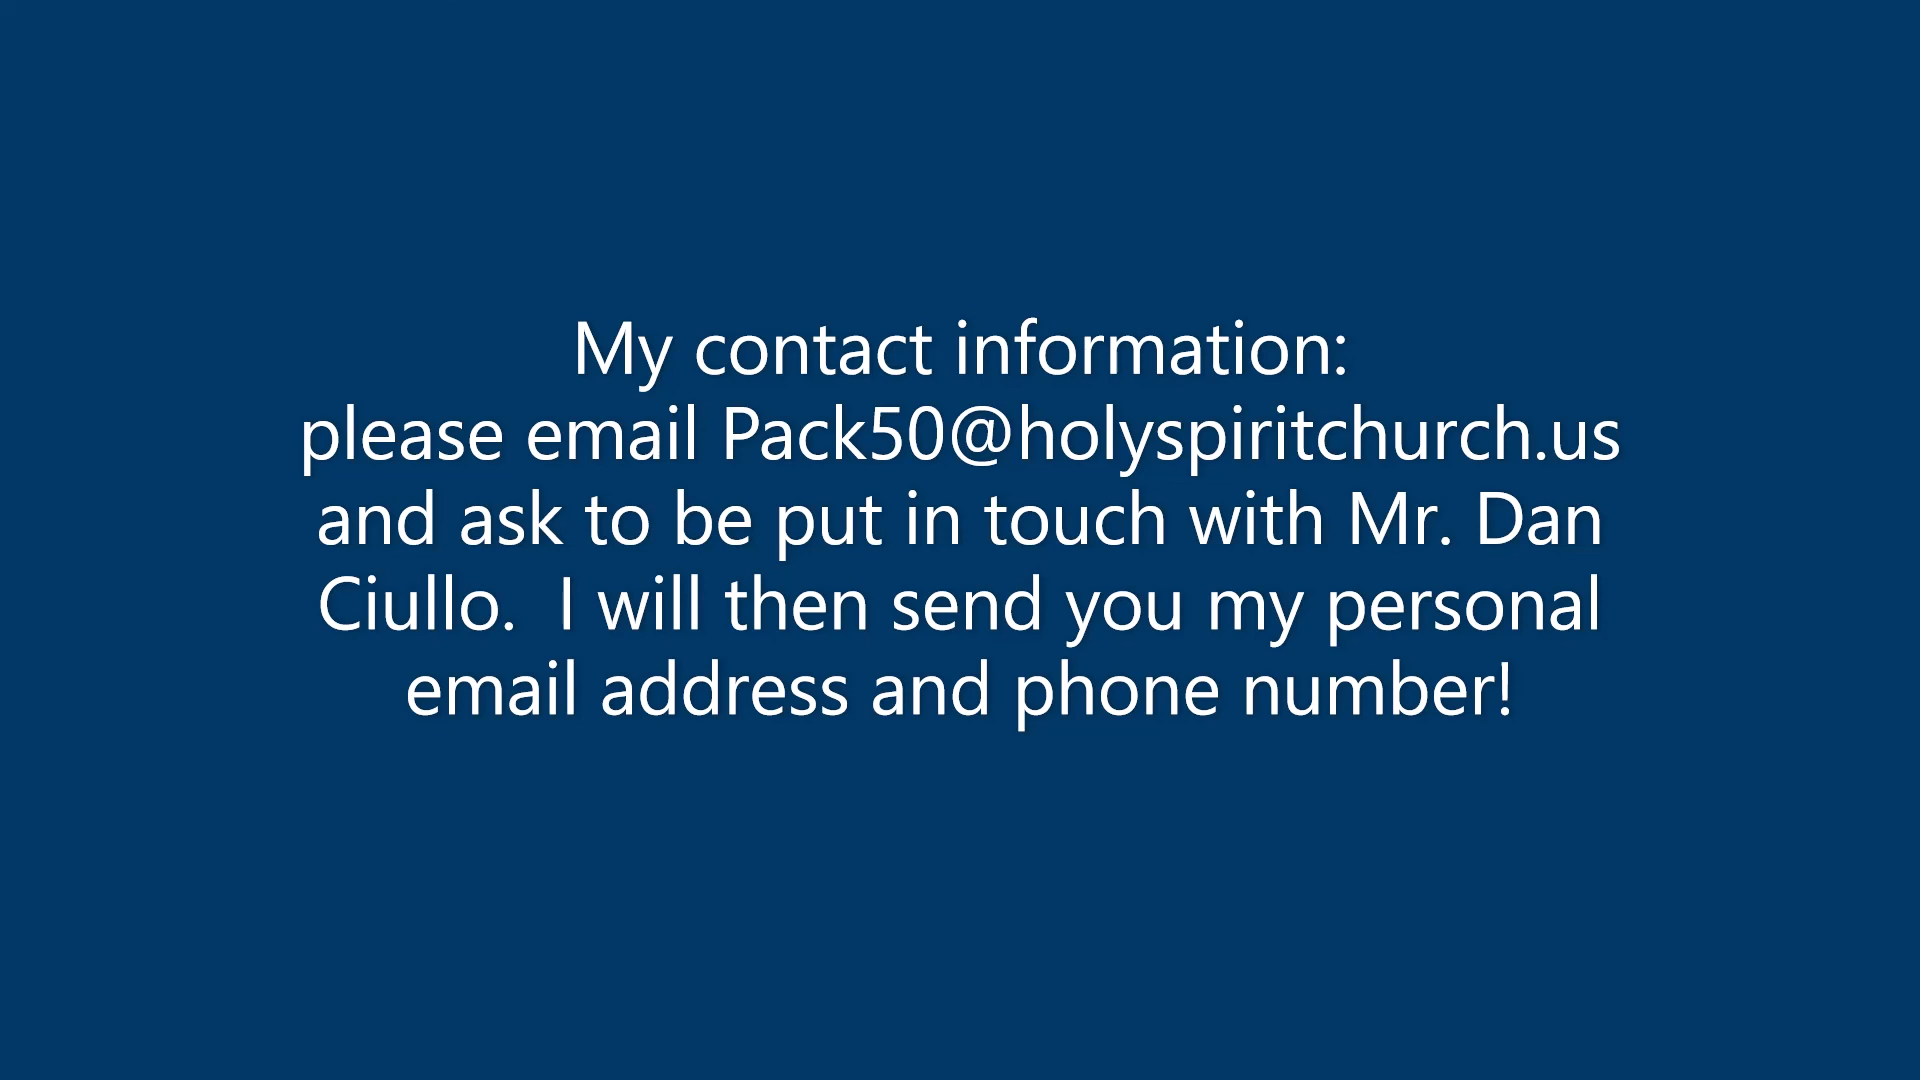 My contact information:
please email Pack50@holyspiritchurch.us
and ask to be put in touch with Mr. Dan
Ciullo.  I will then send you my personal
email address and phone number!